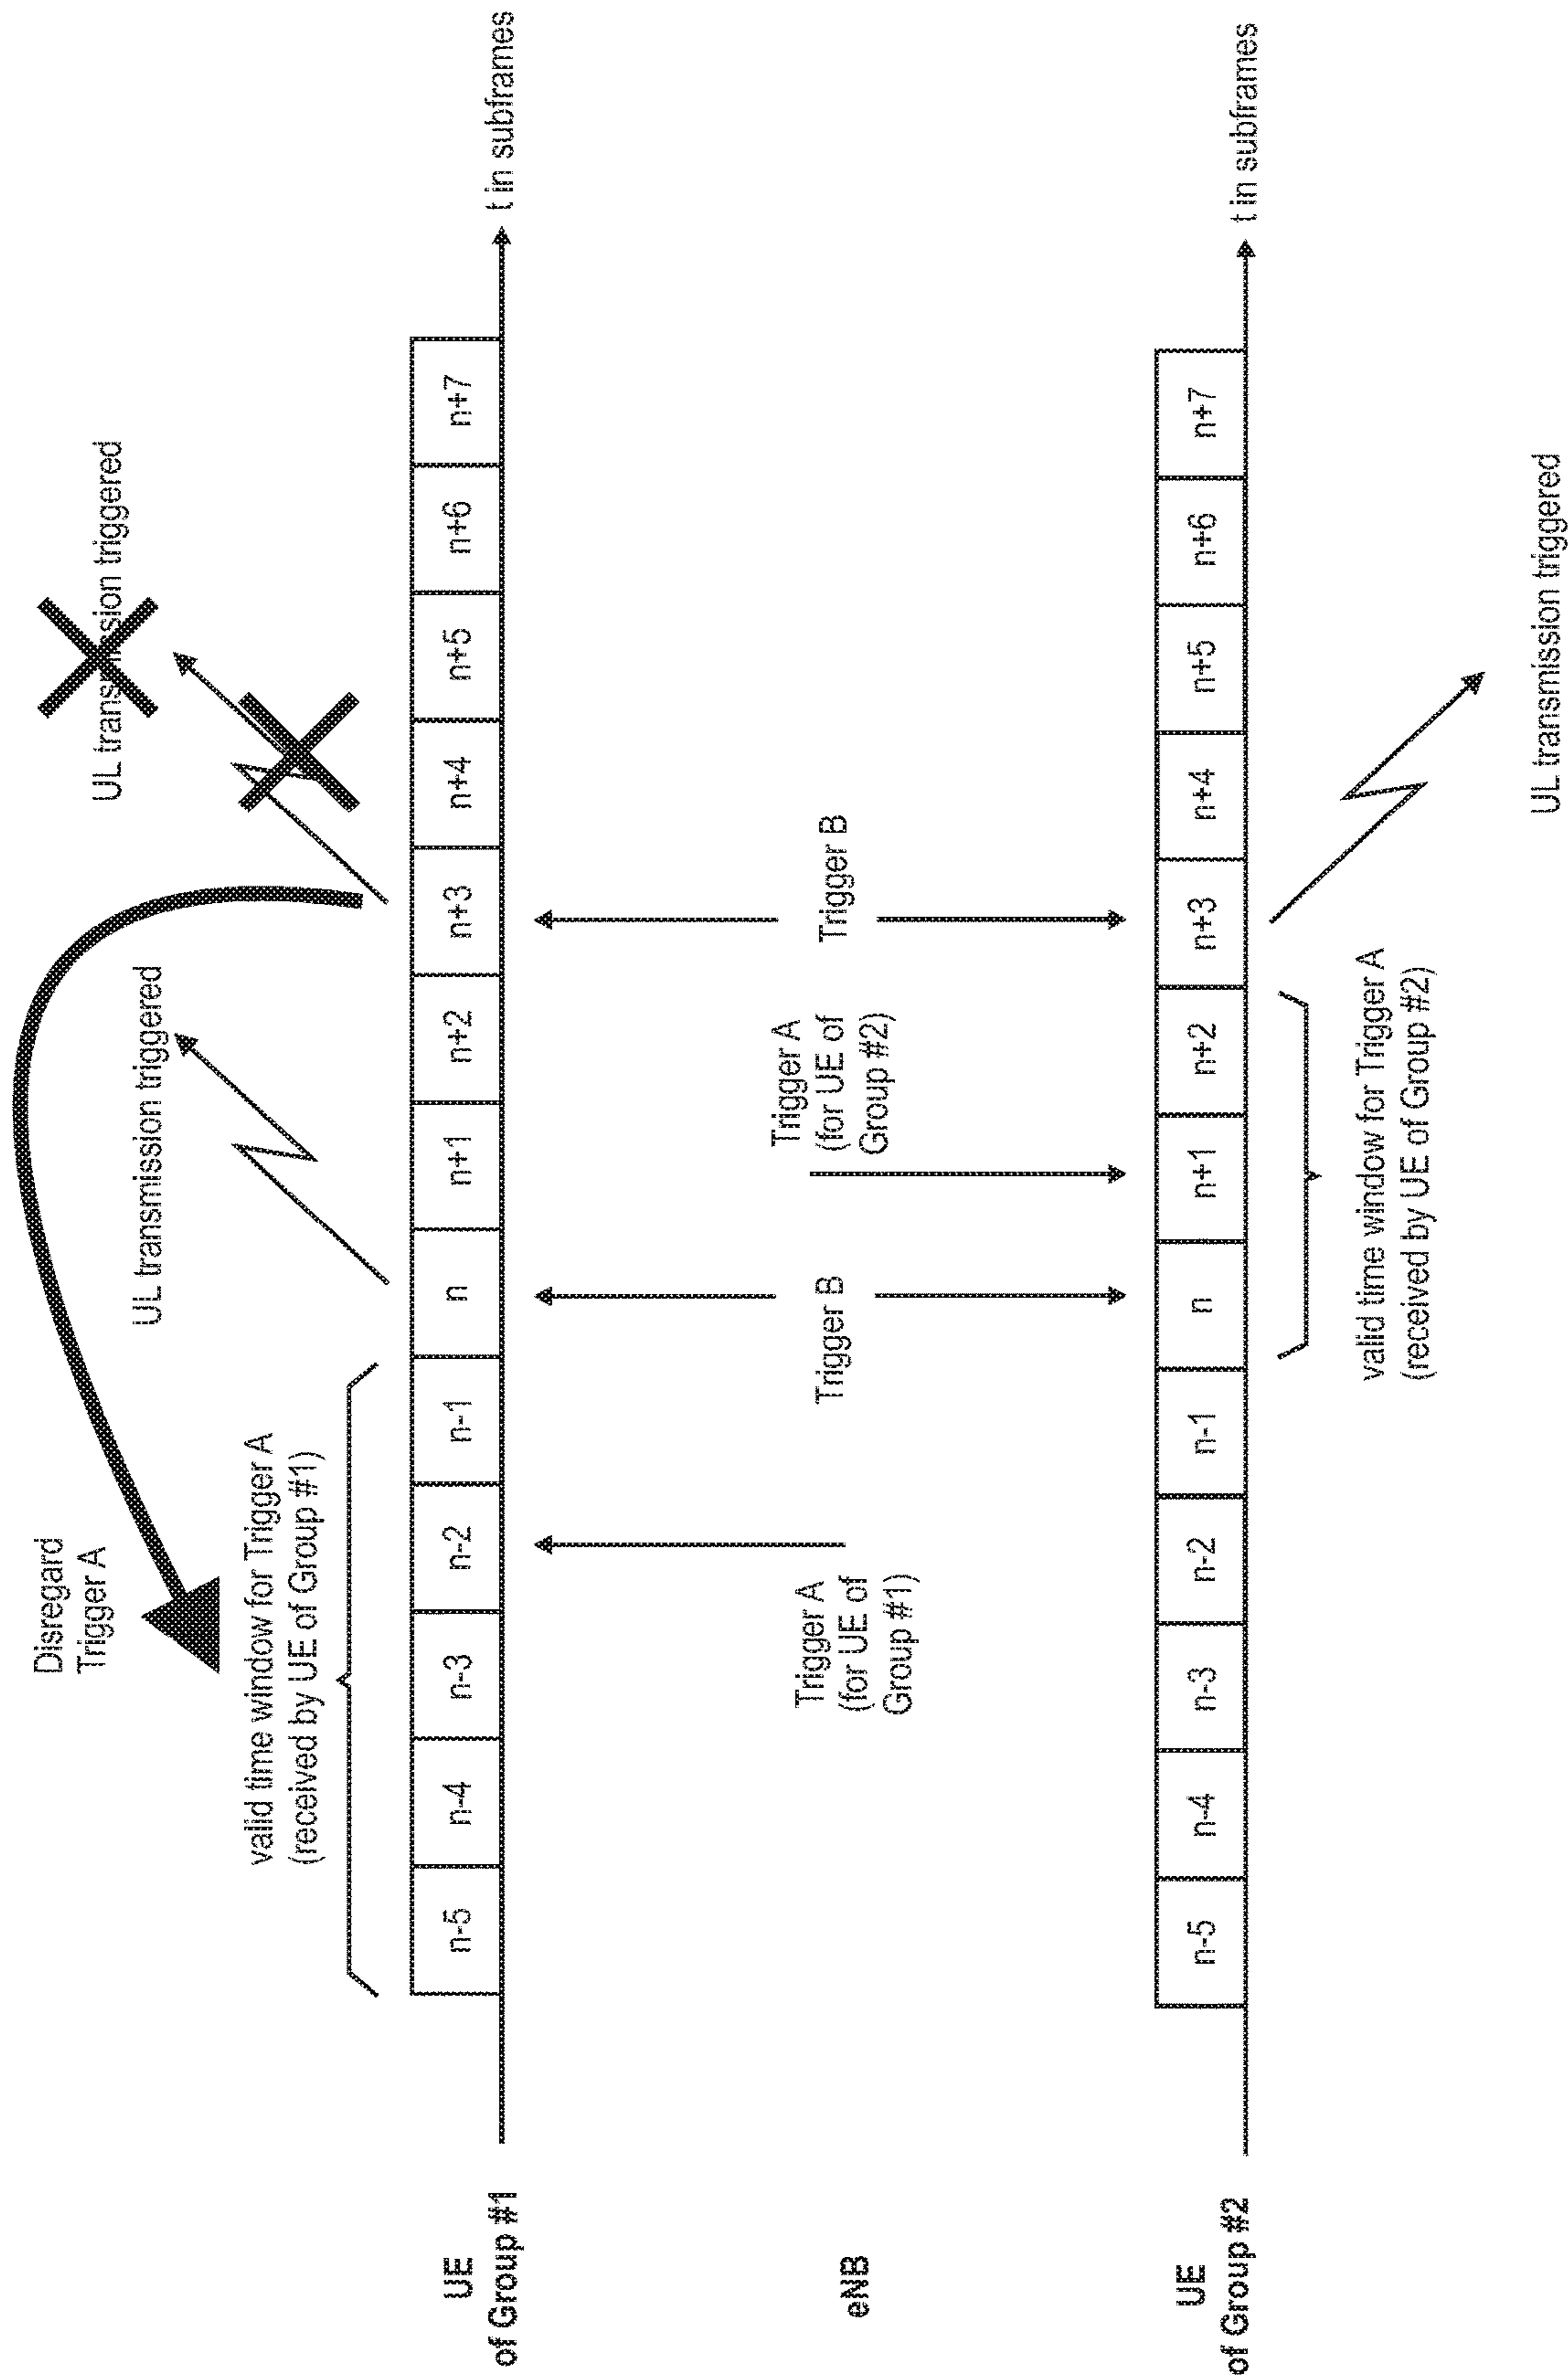 Disregard
Trigger A
UL transmission triggered
UL transmission triggered
valid time window for Trigger A
(received by UE of Group #1)
UE
of Group #1
n-5
n-4
n-3
n-2
n-1
n
n+1
n+2
n+3
n+4
n+5
n+6
n+7
t in subframes
eNB
Trigger A
(for UE of
Group #1)
Trigger B
Trigger A
(for UE of
Group #2)
Trigger B
UE
of Group #2
n-5
n-4
n-3
n-2
n-1
n
n+1
n+2
n+3
n+4
n+5
n+6
n+7
t in subframes
valid time window for Trigger A
(received by UE of Group #2)
UL transmission triggered